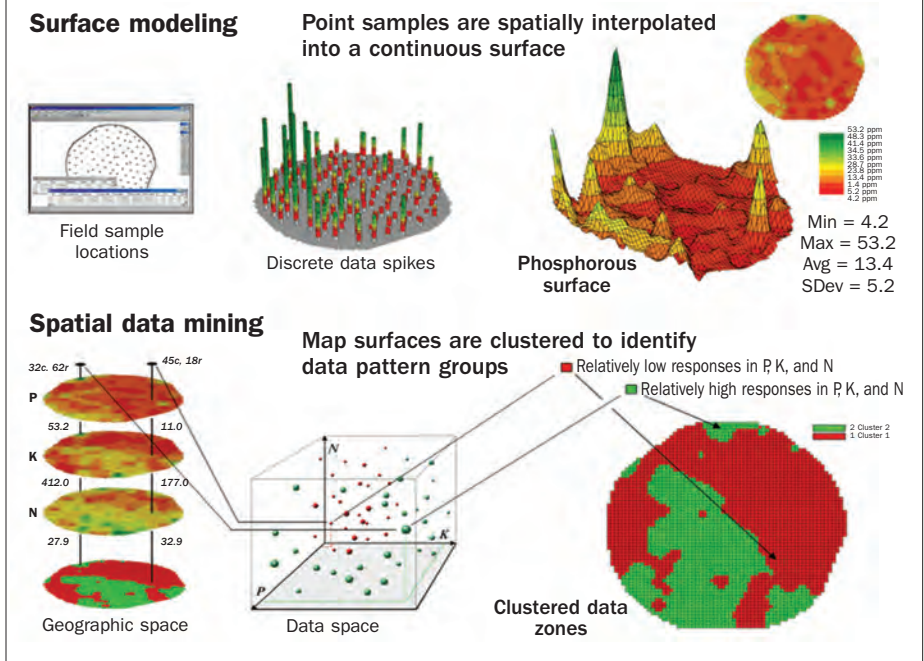 Surface modeling
Point samples are spatially interpolated
into a continuous surface
53.2 ppm
48.3 ppm
41.4 ppm
34.5 ppm
33.6 ppm
28.7 ppm
23.8 ppm
13.4 ppm
1.4 ppm
5.2 ppm
4.2 ppm
Field sample
locations
Discrete data spikes
Phosphorous
surface
Min = 4.2
Max = 53.2
Avg = 13.4
SDev = 5.2
Spatial data mining
Map surfaces are clustered to identify
data pattern groups
Relatively low responses in P, K, and N
Relatively high responses in P, K, and N
32c. 62r
45c, 18r
P
53.2
11.0
K
412.0
177.0
N
27.9
32.9
Geographic space
N
K
P
Data space
2 Cluster 2
1 Cluster 1
Clustered data
zones